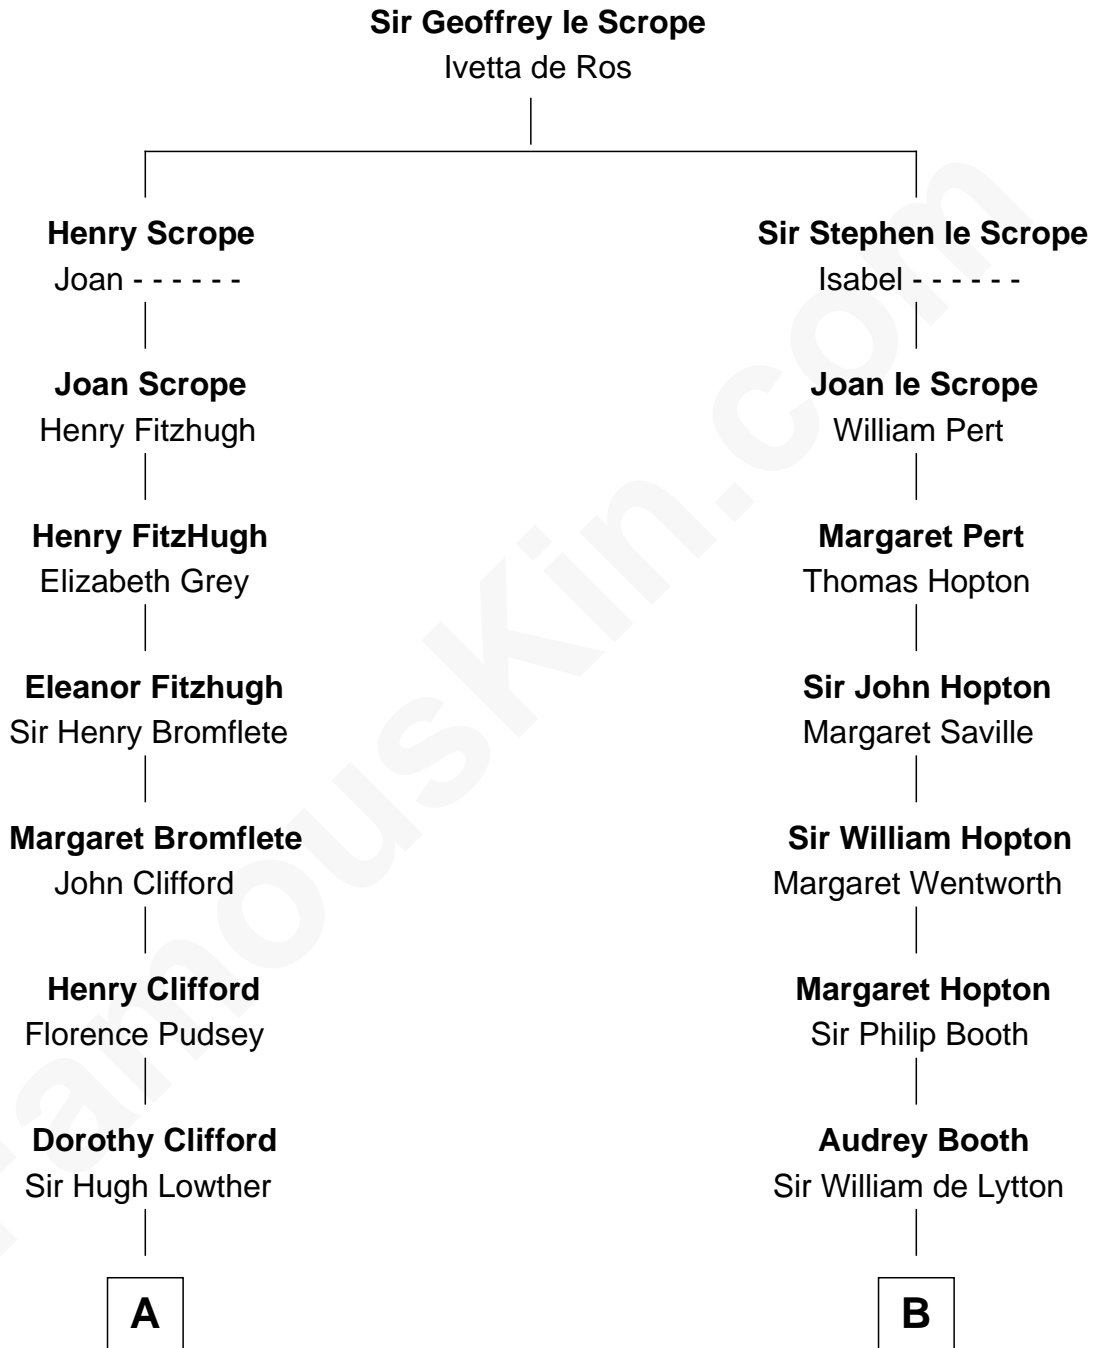 Sir Geoffrey le Scrope
Ivetta de Ros
Henry Scrope
Joan - - - - - -
Sir Stephen le Scrope
Isabel - - - - - -
Joan Scrope
Henry Fitzhugh
Joan le Scrope
William Pert
Henry FitzHugh
Elizabeth Grey
Margaret Pert
Thomas Hopton
Eleanor Fitzhugh
Sir Henry Bromflete
Sir John Hopton
Margaret Saville
Margaret Bromflete
John Clifford
Sir William Hopton
Margaret Wentworth
Henry Clifford
Florence Pudsey
Margaret Hopton
Sir Philip Booth
Dorothy Clifford
Sir Hugh Lowther
Audrey Booth
Sir William de Lytton
A
B
FamousKin.com